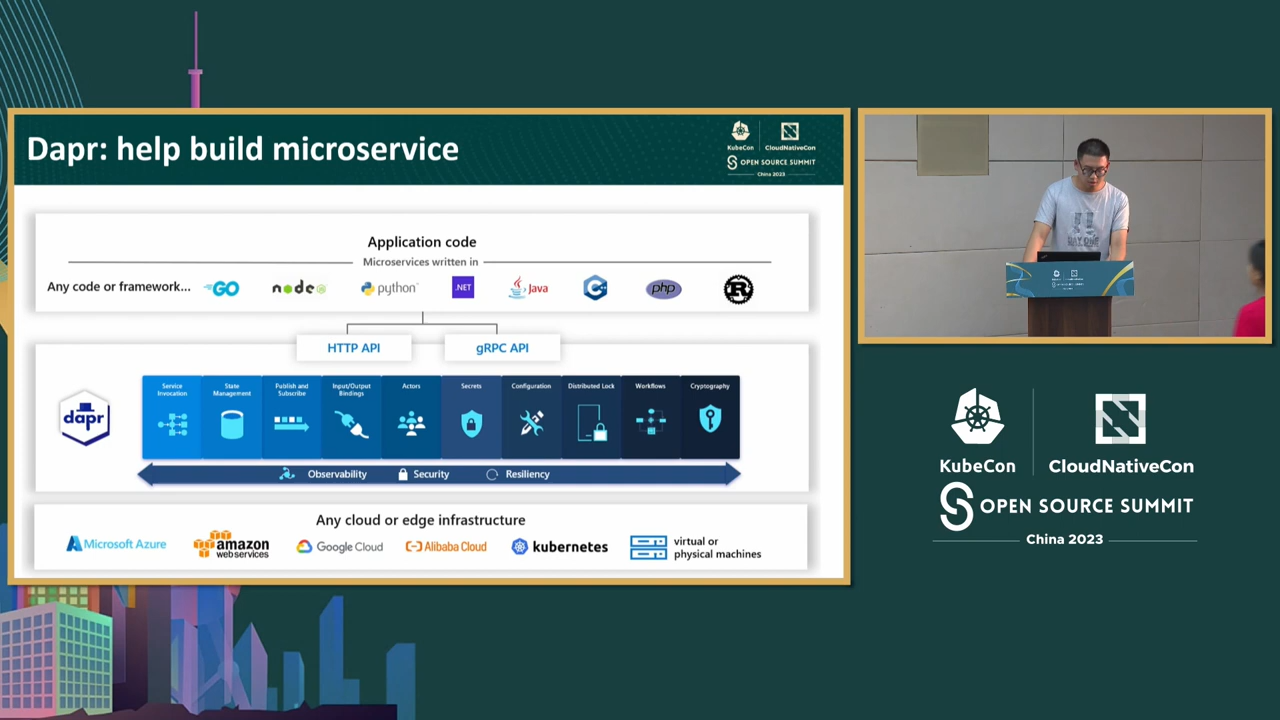 Dapr: help build microservice
KubeCon
CloudNativeCon
OPEN SOURCE SUMMIT
China 2023
Application code
Microservices written in
Any code or framework...
GO
node
python
.NET
Java
C++
php
R
HTTP API
gRPC API
dapr
Service Invocation
State Management
Publish and Subscribe
Input/Output Bindings
Actors
Secrets
Configuration
Distributed Lock
Workflows
Cryptography
Observability
Security
Resiliency
Any cloud or edge infrastructure
Microsoft Azure
amazon web services
Google Cloud
Alibaba Cloud
kubernetes
virtual or
physical machines
KubeCon
CloudNativeCon
OPEN SOURCE SUMMIT
China 2023